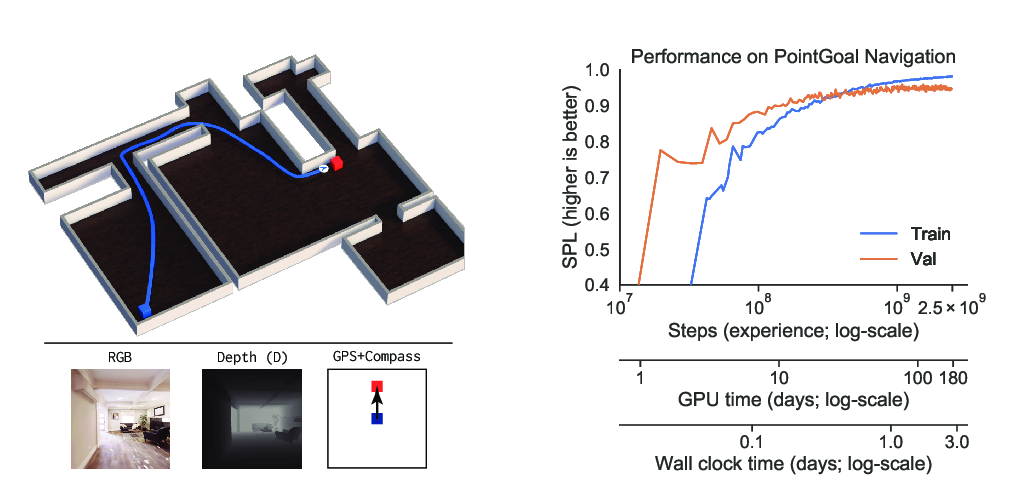 RGB
Depth (D)
GPS+Compass
Performance on PointGoal Navigation
SPL (higher is better)
1.0
0.9
0.8
0.7
0.6
0.5
0.4
Train
Val
10^7
10^8
10^9
2.5 × 10^9
Steps (experience; log-scale)
1
10
100
180
GPU time (days; log-scale)
0.1
1.0
3.0
Wall clock time (days; log-scale)